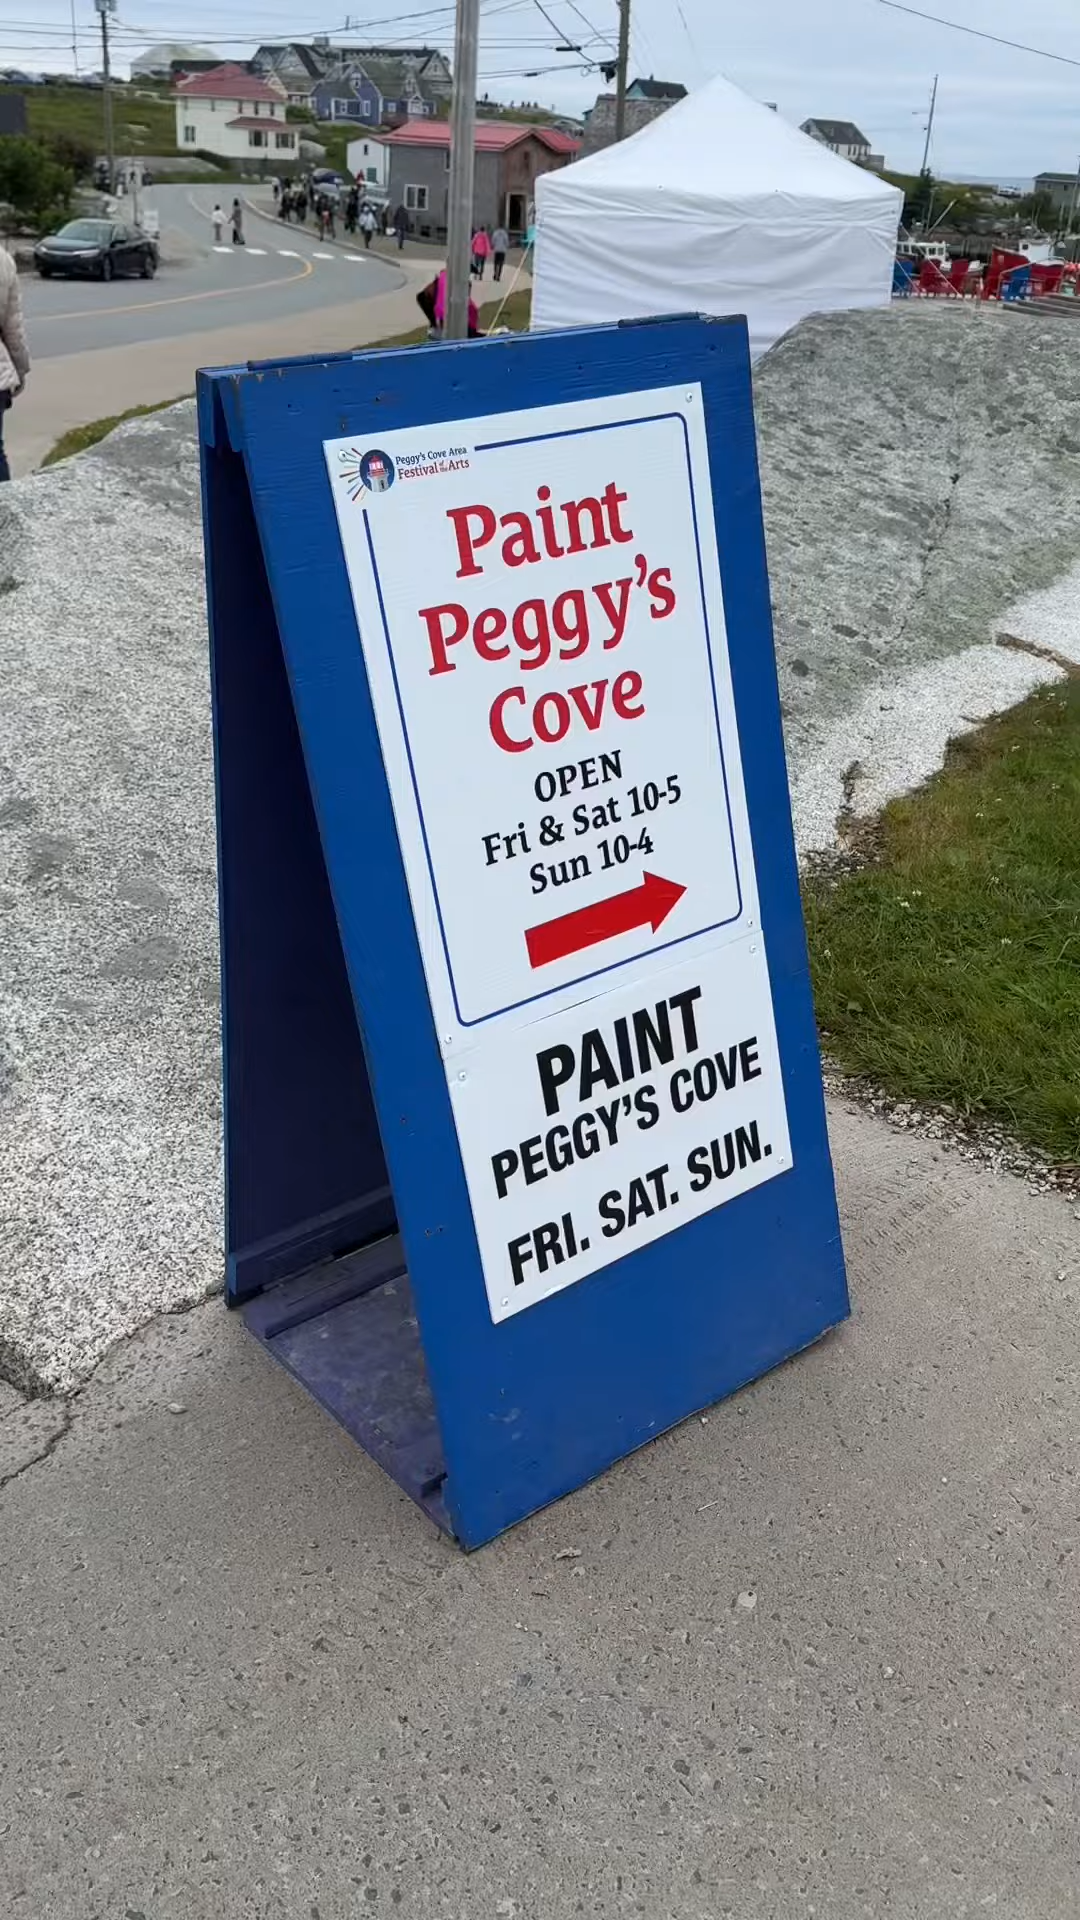 Peggy's Cove Area
Festival of the Arts
Paint
Peggy's
Cove
OPEN
Fri & Sat 10-5
Sun 10-4
PAINT
PEGGY'S COVE
FRI. SAT. SUN.